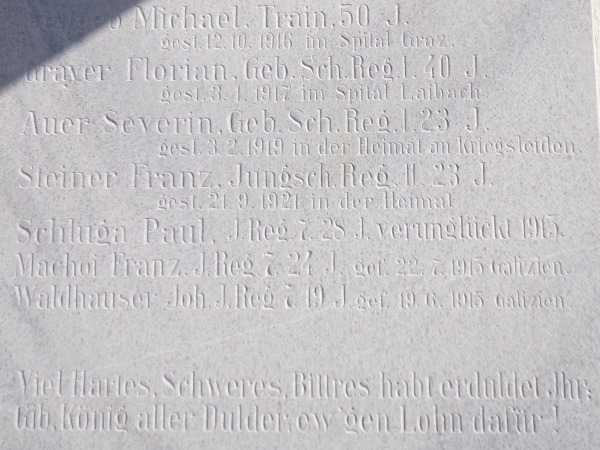 Michael, Train, 50 J.
gest. 12. 10. 1916 im Spital Graz.
Florian, Geb. Sch. Reg. I. 40 J.
gest. 3. 1. 1917 im Spital Laibach.
Auer Severin, Geb. Sch. Reg. I. 23 J.
gest. 3. 2. 1919 in der Heimat an Kriegsleiden.
Steiner Franz, Jungsch. Reg. II. 23 J.
gest. 21. 9. 1921 in der Heimat
Schluga Paul, J. Reg. 7. 28 J. verunglückt 1915.
Machoi Franz, J. Reg 7. 24 J. gef. 22. 7. 1915 Galizien.
Waldhauser Joh. J. Reg 7. 19 J. gef. 19. 6. 1915 Galizien.
Viel Hartes, Schweres, Bittres habt erduldet Ihr,
Gib, König aller Dulder, ew'gen Lohn dafür!